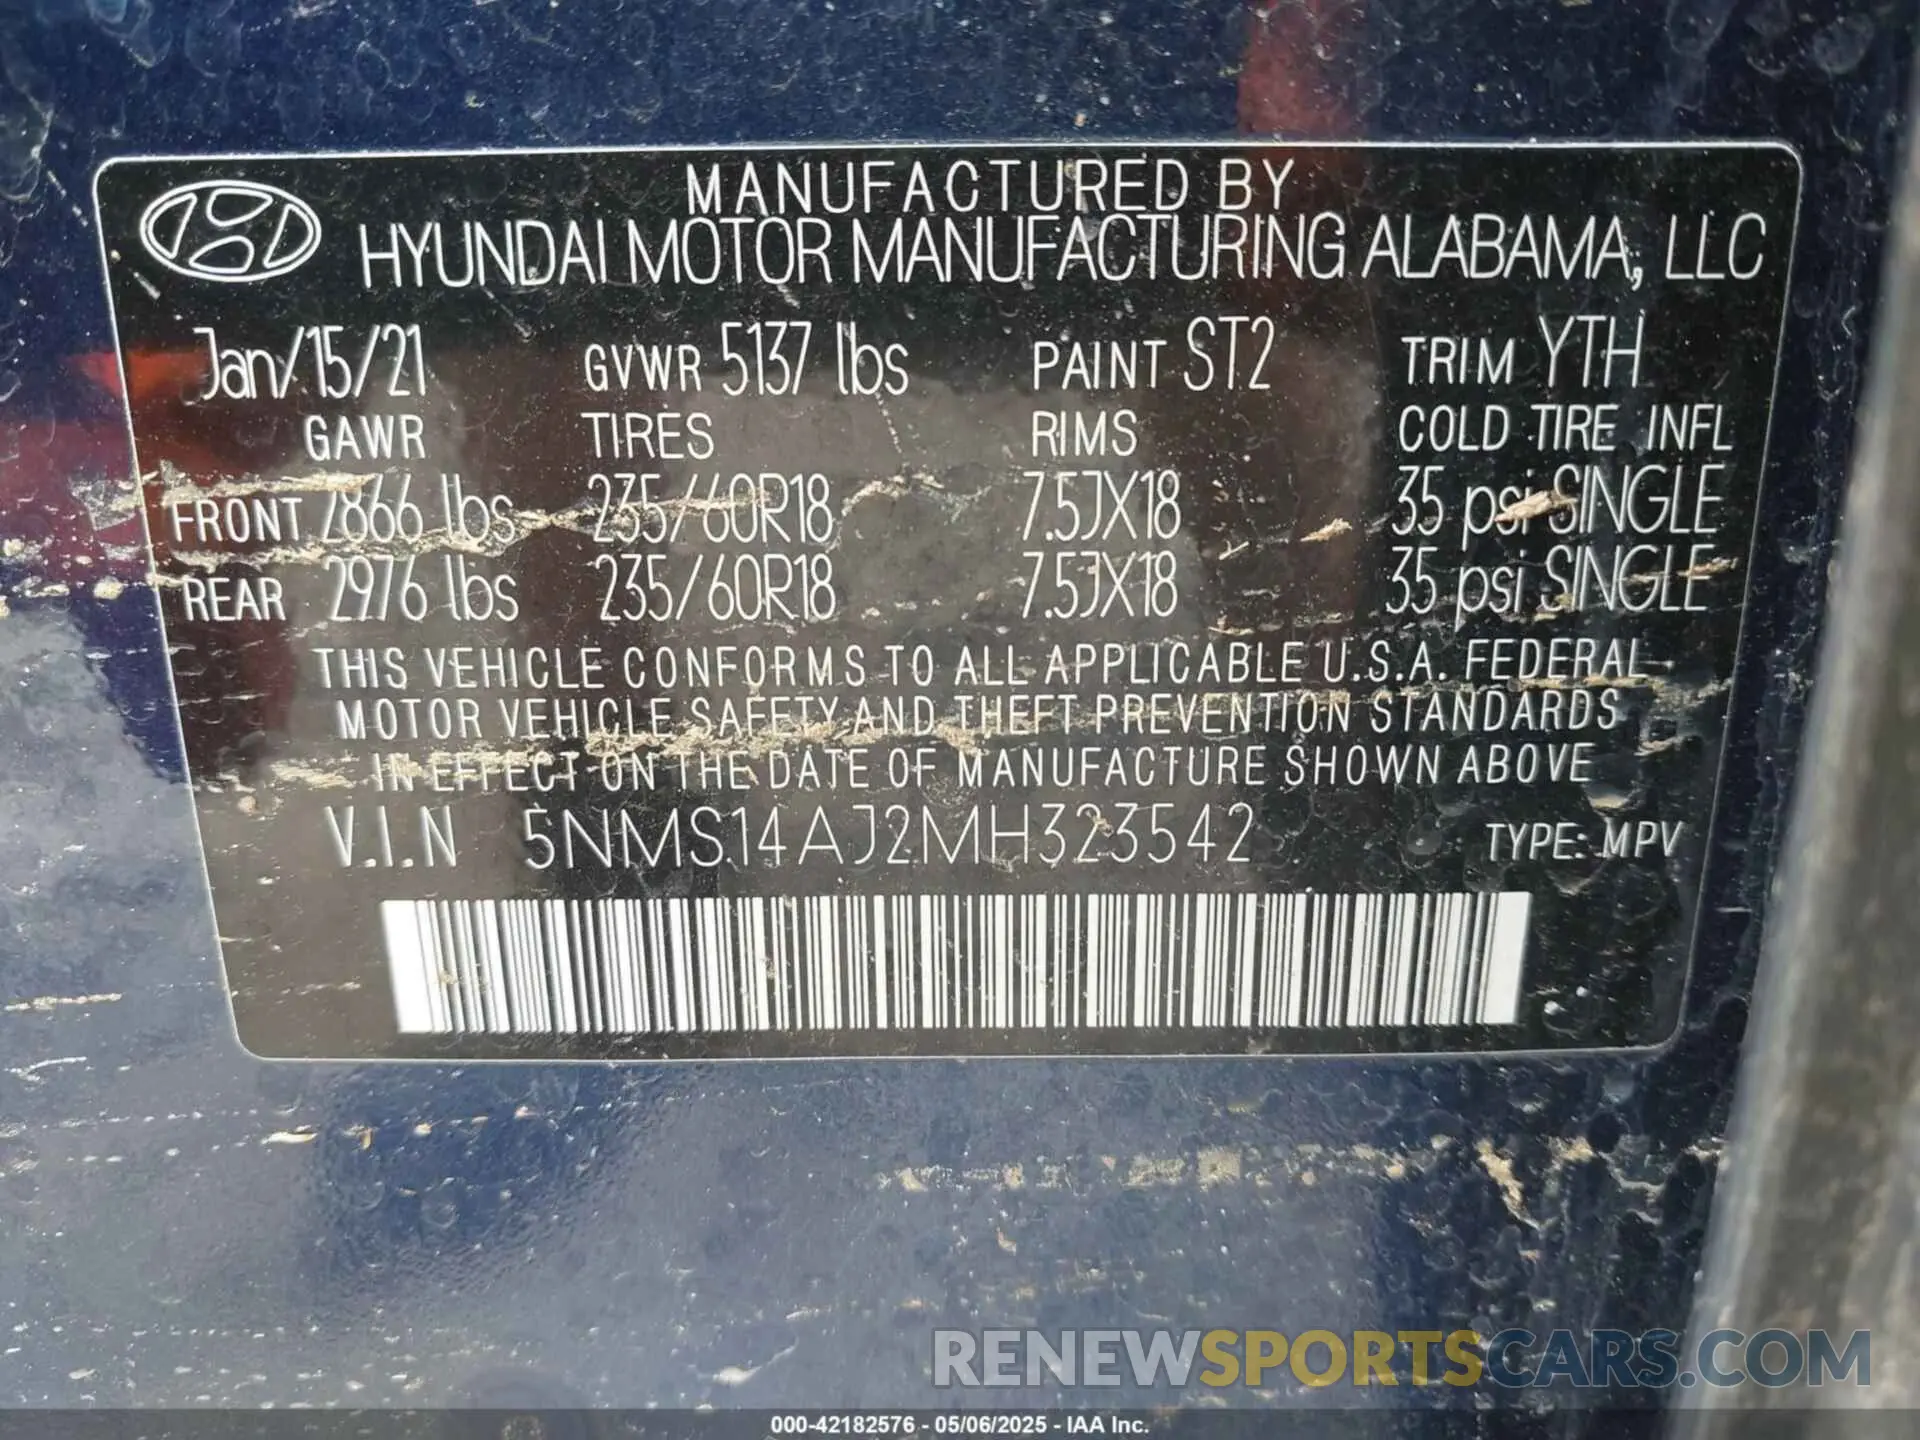 MANUFACTURED BY
HYUNDAI MOTOR MANUFACTURING ALABAMA, LLC
Jan/15/21 GVWR 5137 lbs PAINT ST2 TRIM YTH
GAWR TIRES RIMS COLD TIRE INFL
FRONT 2866 lbs 235/60R18 7.5JX18 35 psi SINGLE
REAR 2976 lbs 235/60R18 7.5JX18 35 psi SINGLE
THIS VEHICLE CONFORMS TO ALL APPLICABLE U.S.A. FEDERAL
MOTOR VEHICLE SAFETY AND THEFT PREVENTION STANDARDS
IN EFFECT ON THE DATE OF MANUFACTURE SHOWN ABOVE
V.I.N 5NMS14AJ2MH323542 TYPE: MPV
RENEWSPORTSCARS.COM
000-42182576 - 05/06/2025 - IAA Inc.